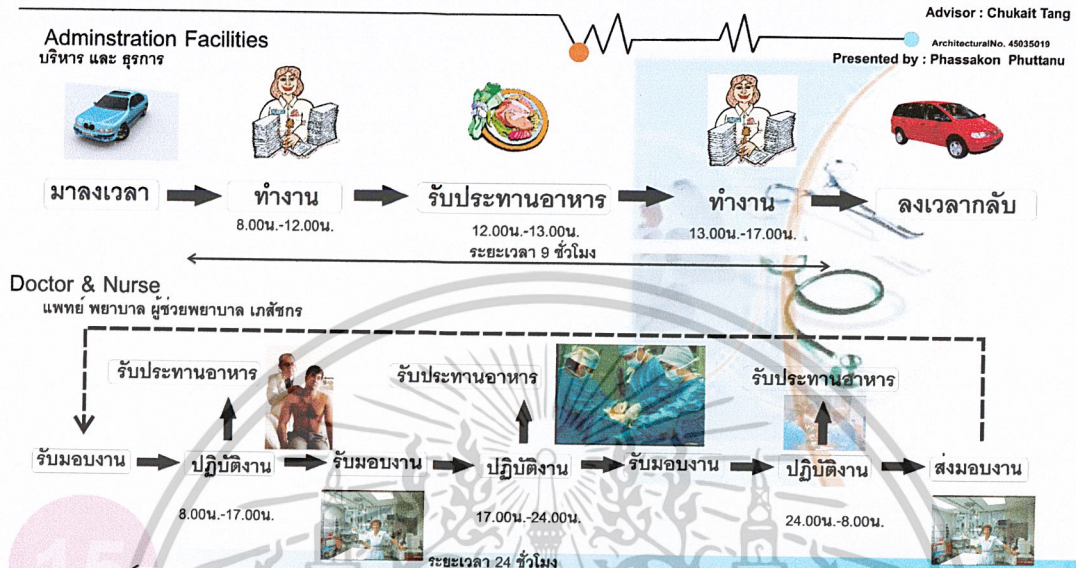 Advisor : Chukait Tang
ArchitecturalNo. 45035019
Presented by : Phassakon Phuttanu
Adminstration Facilities
บริหาร และ ธุรการ
มาลงเวลา
ทำงาน
รับประทานอาหาร
ทำงาน
ลงเวลากลับ
8.00น.-12.00น.
12.00น.-13.00น.
13.00น.-17.00น.
ระยะเวลา 9 ชั่วโมง
Doctor & Nurse
แพทย์ พยาบาล ผู้ช่วยพยาบาล เภสัชกร
รับประทานอาหาร
รับประทานอาหาร
รับประทานอาหาร
รับมอบงาน
ปฏิบัติงาน
รับมอบงาน
ปฏิบัติงาน
รับมอบงาน
ปฏิบัติงาน
ส่งมอบงาน
8.00น.-17.00น.
17.00น.-24.00น.
24.00น.-8.00น.
15
ระยะเวลา 24 ชั่วโมง